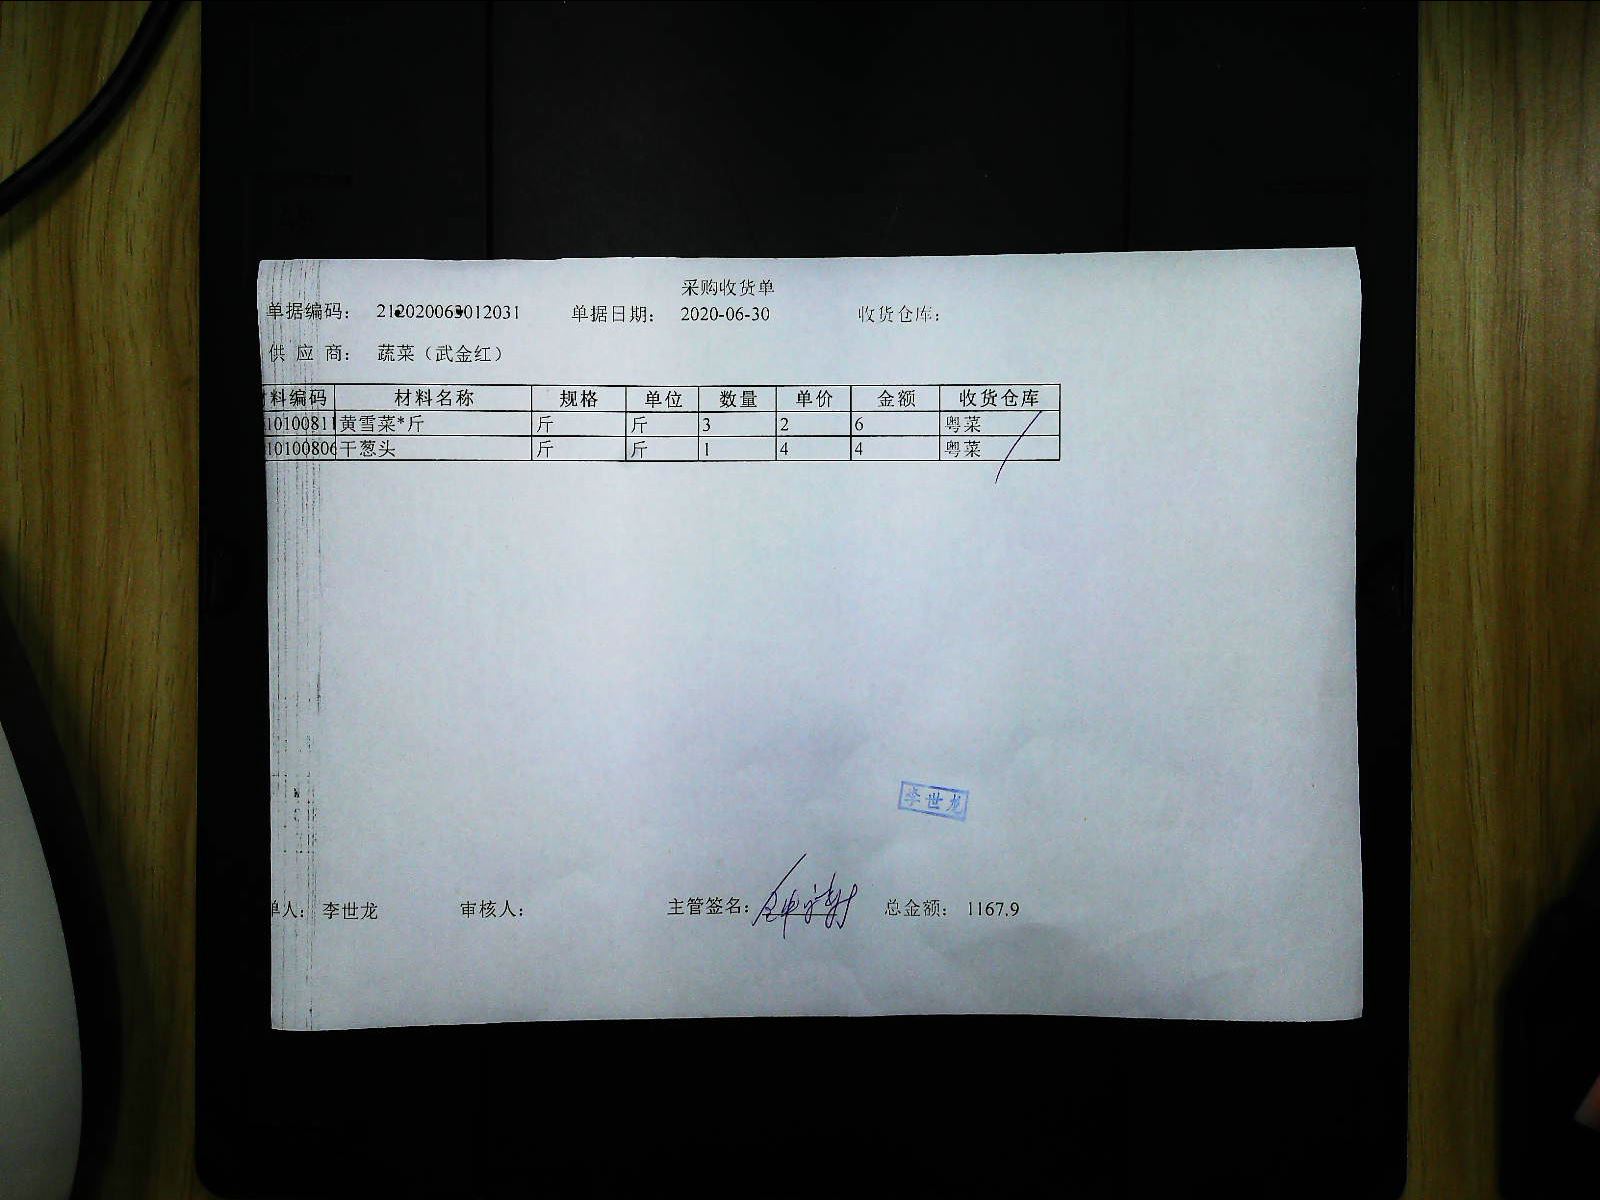 采购收货单
单据编码: 212020063012031 单据日期: 2020-06-30 收货仓库:
供 应 商: 蔬菜（武金红）
料编码 材料名称 规格 单位 数量 单价 金额 收货仓库
10100811 黄雪菜*斤 斤 斤 3 2 6 粤菜
10100806 干葱头 斤 斤 1 4 4 粤菜
李世龙
单人: 李世龙 审核人: 主管签名: 总金额: 1167.9